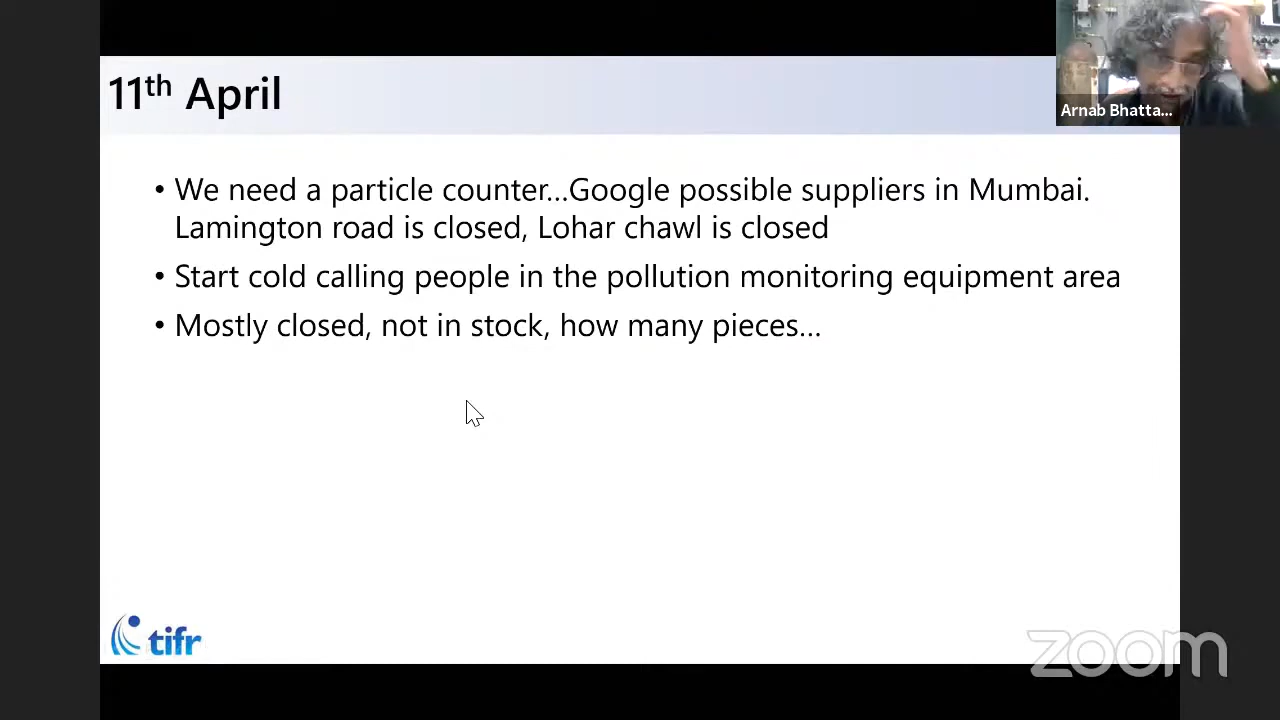 11th April
Arnab Bhatta...
• We need a particle counter...Google possible suppliers in Mumbai.
Lamington road is closed, Lohar chawl is closed
• Start cold calling people in the pollution monitoring equipment area
• Mostly closed, not in stock, how many pieces...
tifr
zoom